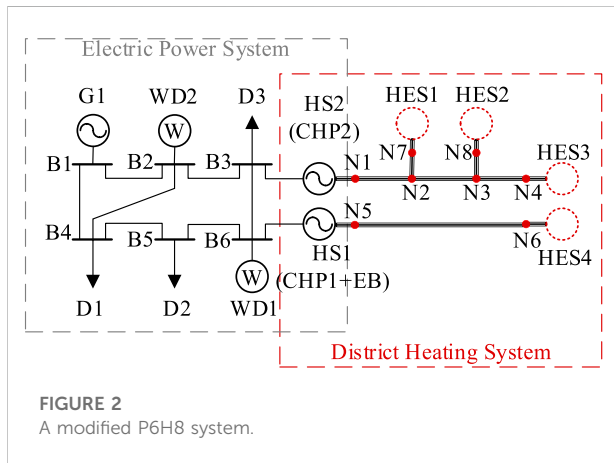 Electric Power System
G1
WD2
D3
HS2
(CHP2)
HES1
HES2
HES3
B1
B2
B3
N1
N7
N8
N2
N3
N4
N5
B4
B5
B6
HS1
N6
HES4
D1
D2
WD1
(CHP1+EB)
District Heating System
FIGURE 2
A modified P6H8 system.